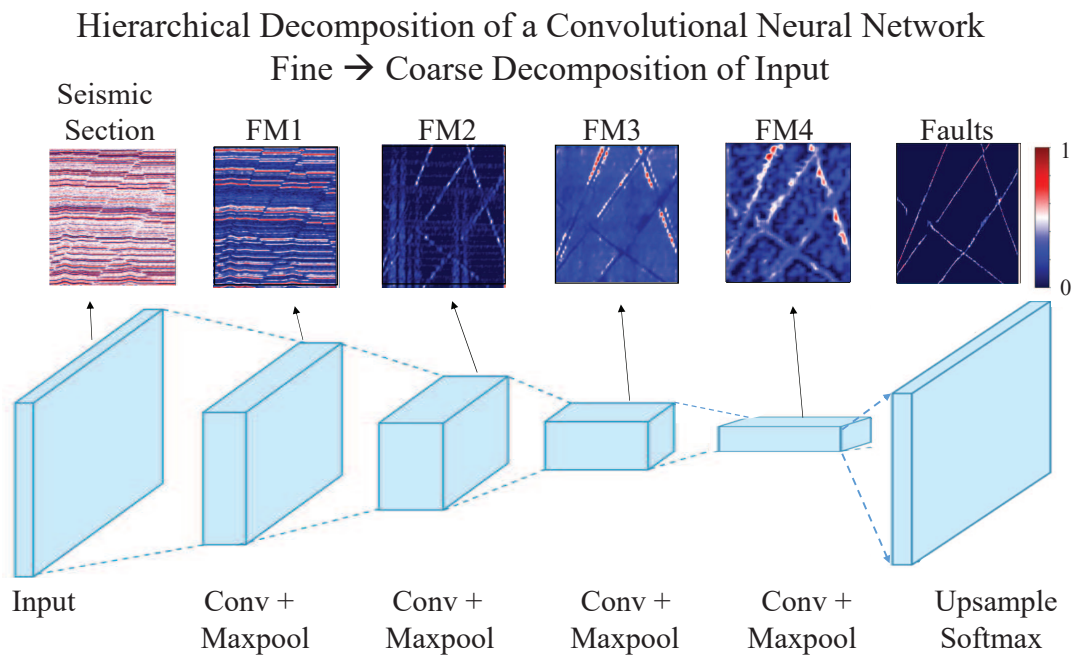 Hierarchical Decomposition of a Convolutional Neural Network
Fine → Coarse Decomposition of Input
Seismic
Section
FM1
FM2
FM3
FM4
Faults
1
0
Input
Conv +
Maxpool
Conv +
Maxpool
Conv +
Maxpool
Conv +
Maxpool
Upsample
Softmax